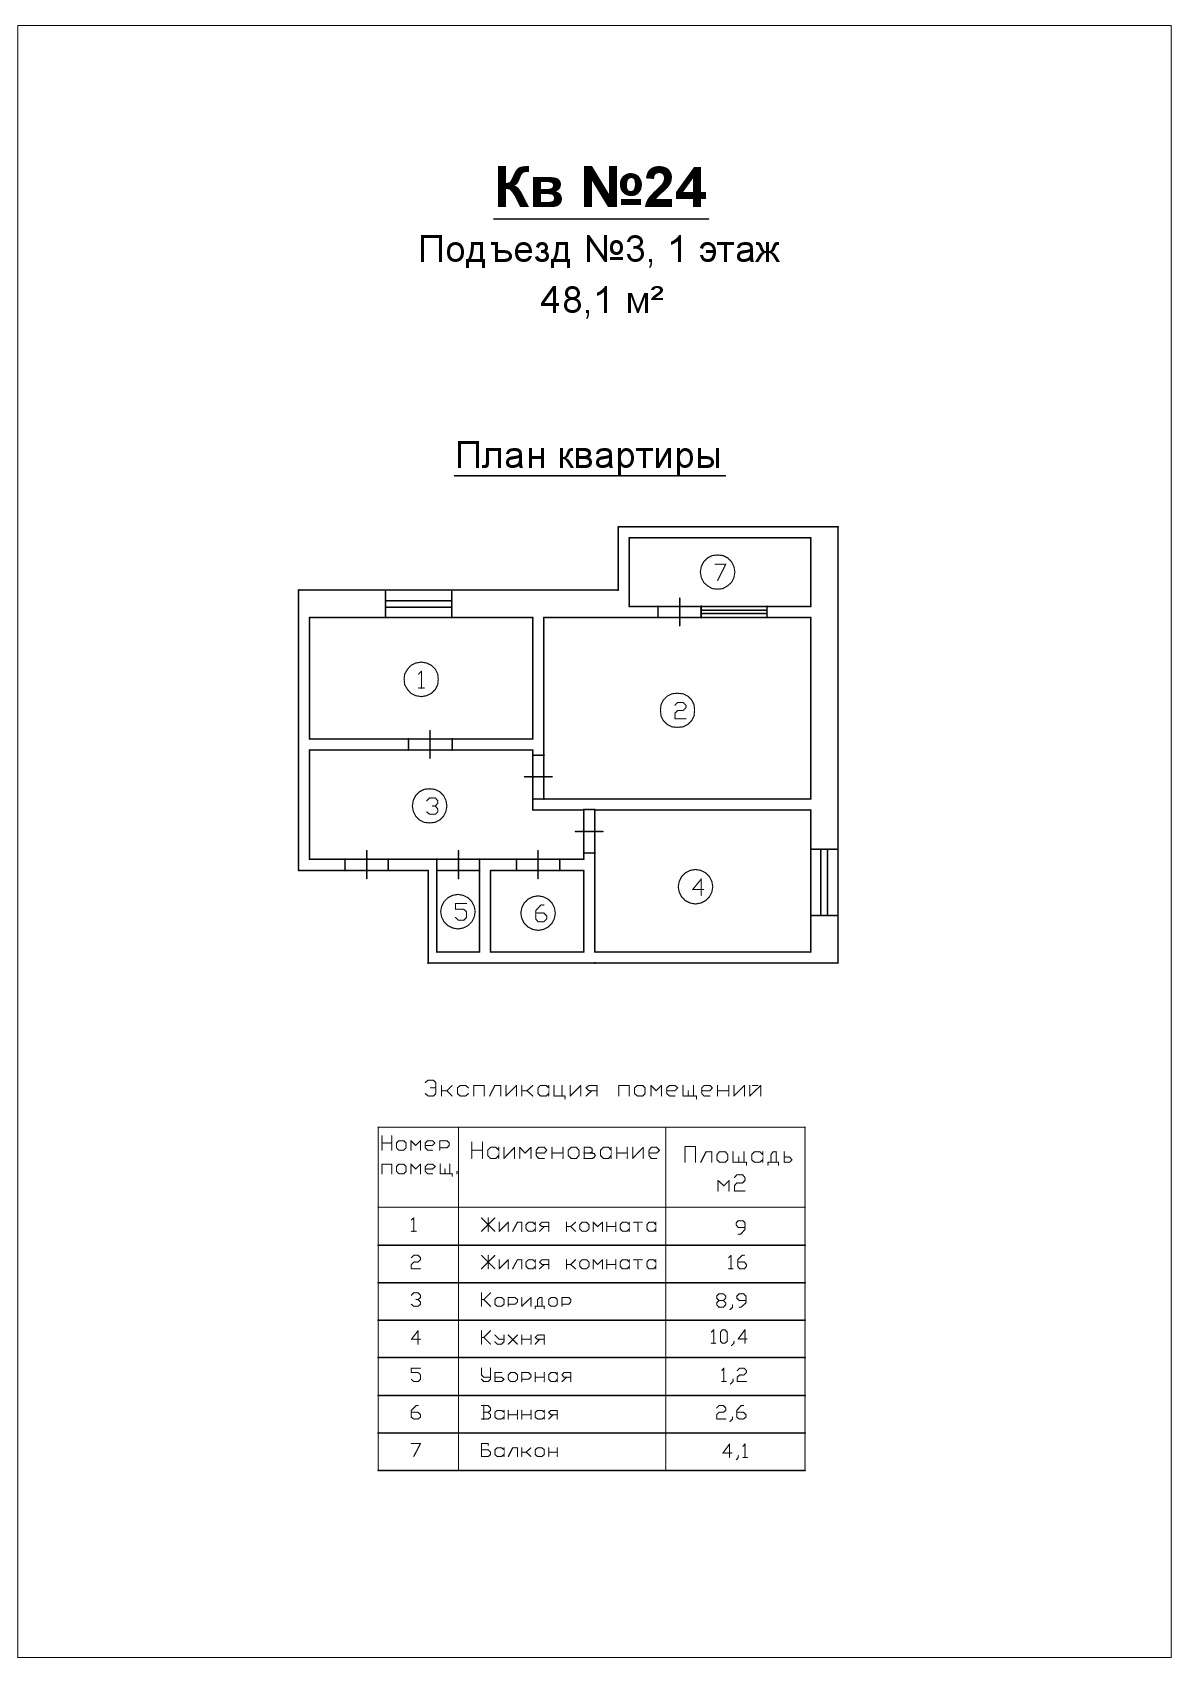 Кв №24
Подъезд №3, 1 этаж
48,1 м²
План квартиры
7
1
2
3
4
5
6
Экспликация помещений
Номер помещ. Наименование Площадь м2
1 Жилая комната 9
2 Жилая комната 16
3 Коридор 8,9
4 Кухня 10,4
5 Уборная 1,2
6 Ванная 2,6
7 Балкон 4,1